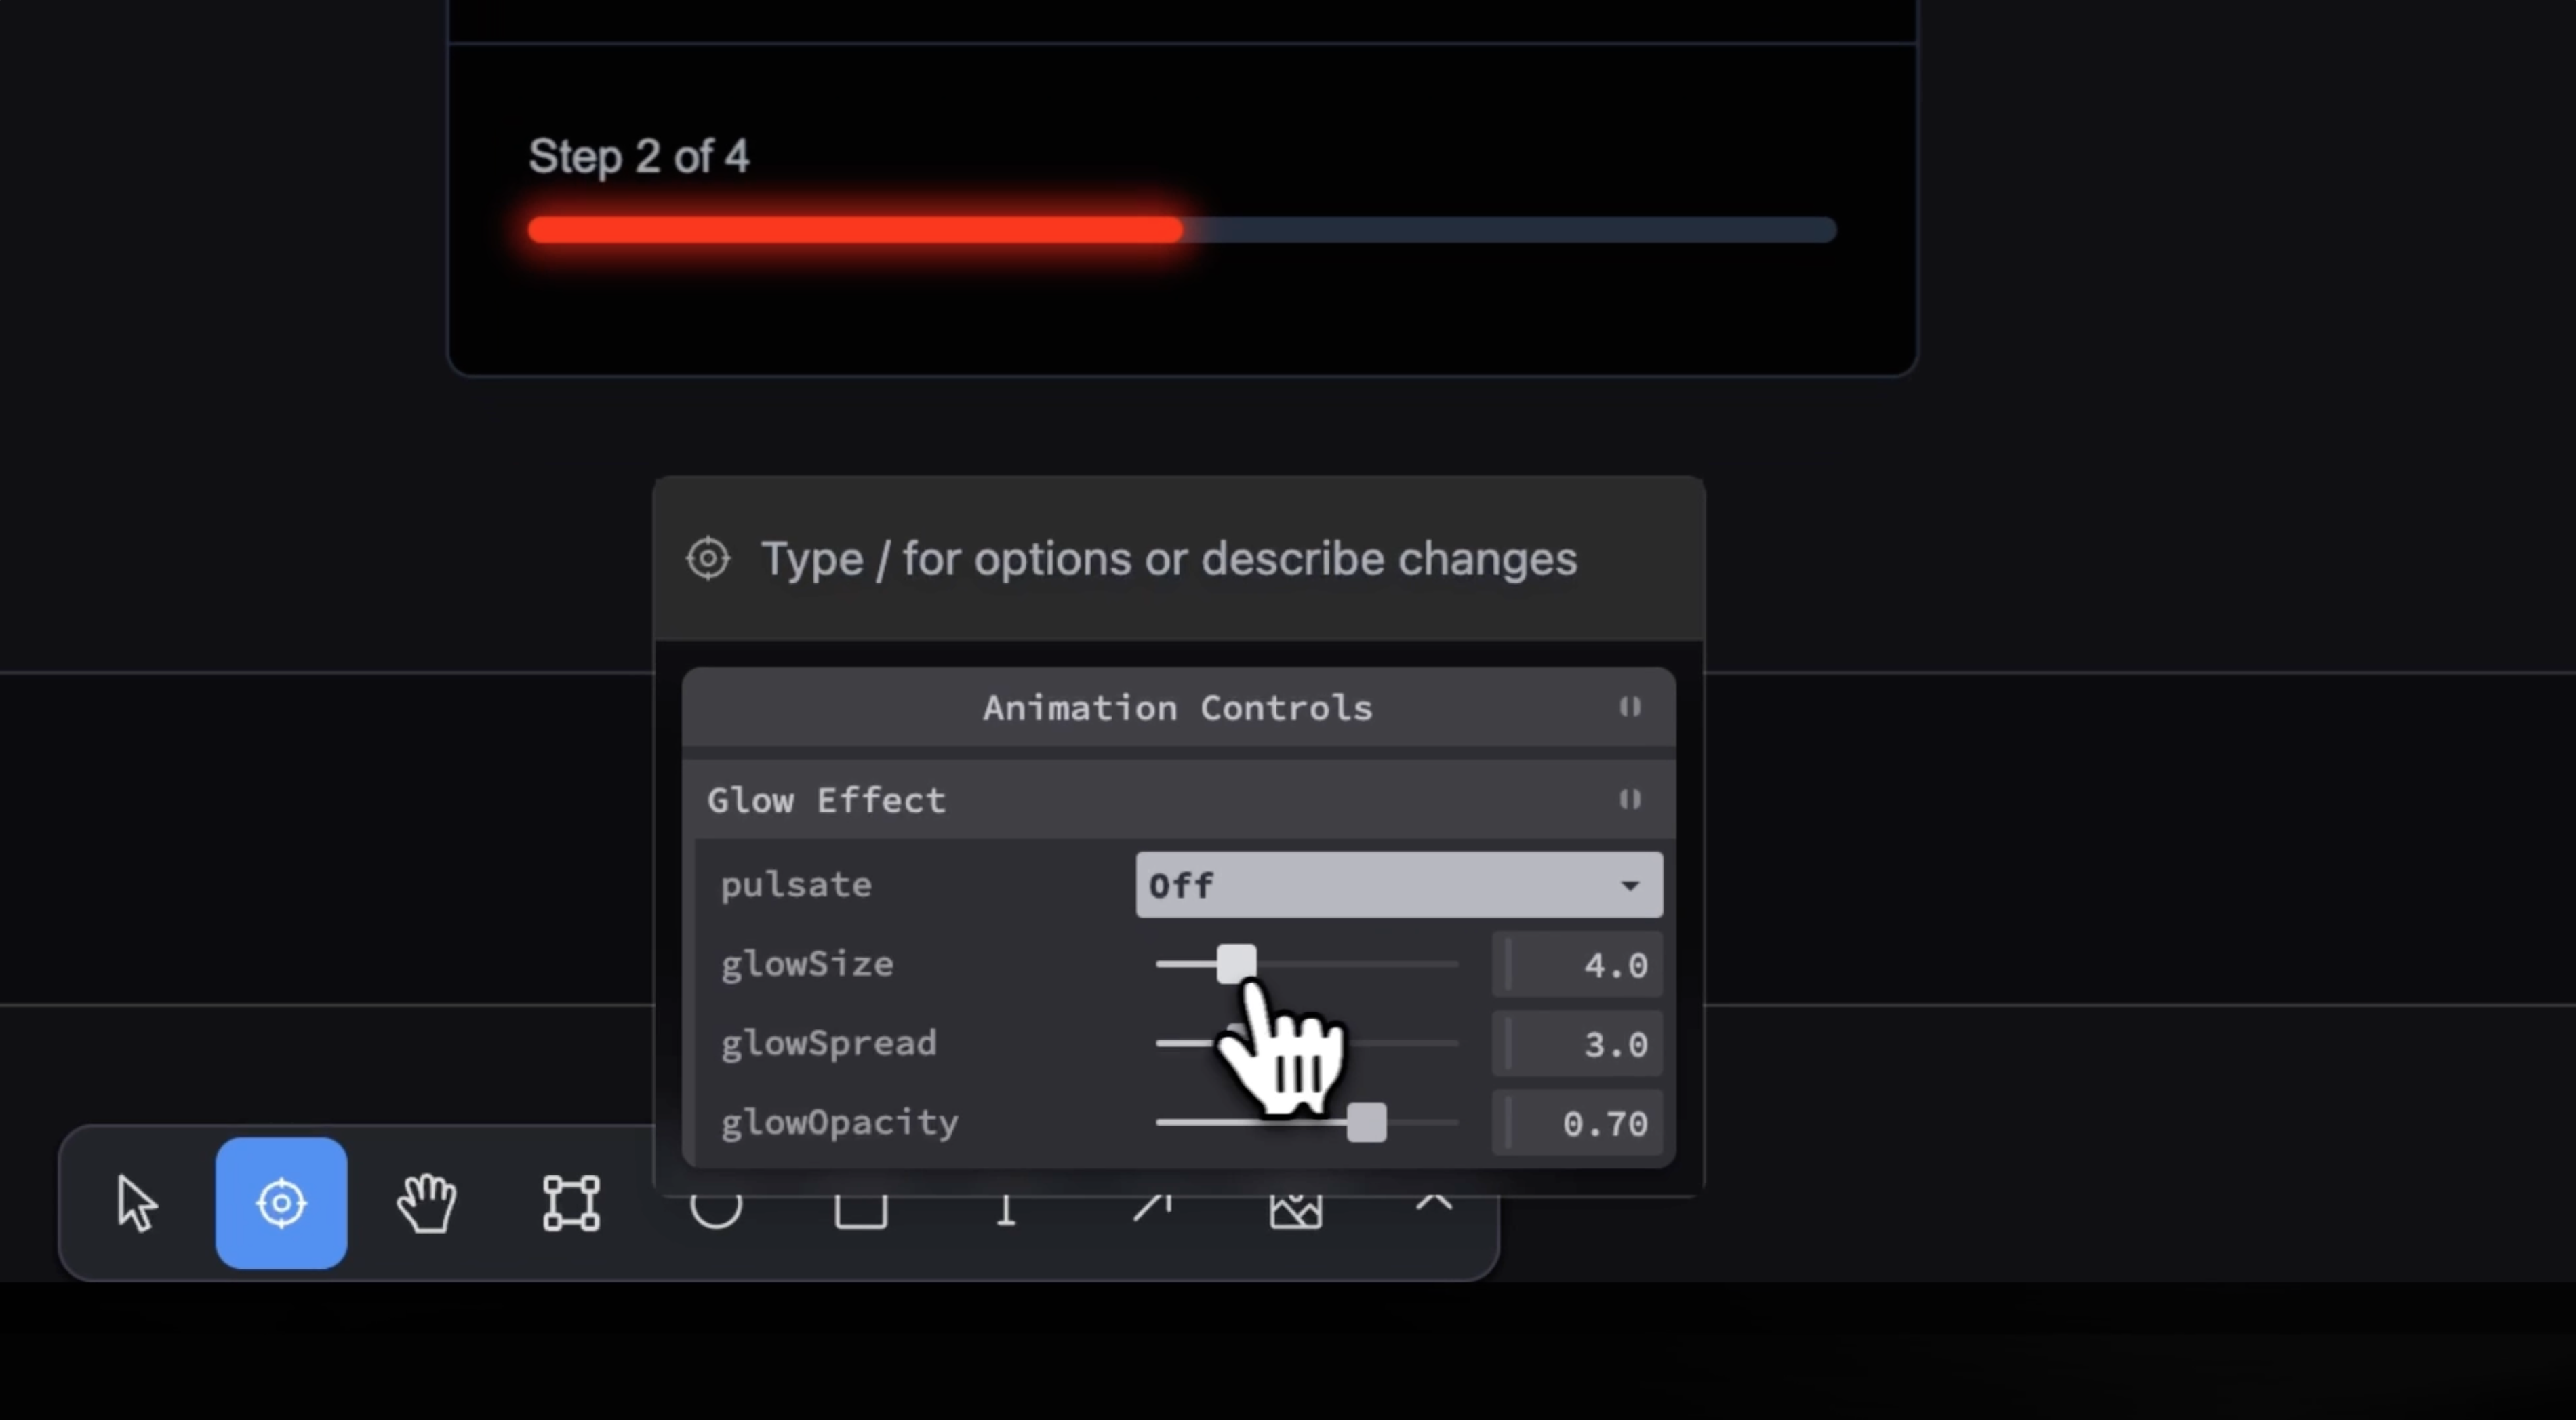 Step 2 of 4
Type / for options or describe changes
Animation Controls
Glow Effect
pulsate Off
glowSize 4.0
glowSpread 3.0
glowOpacity 0.70